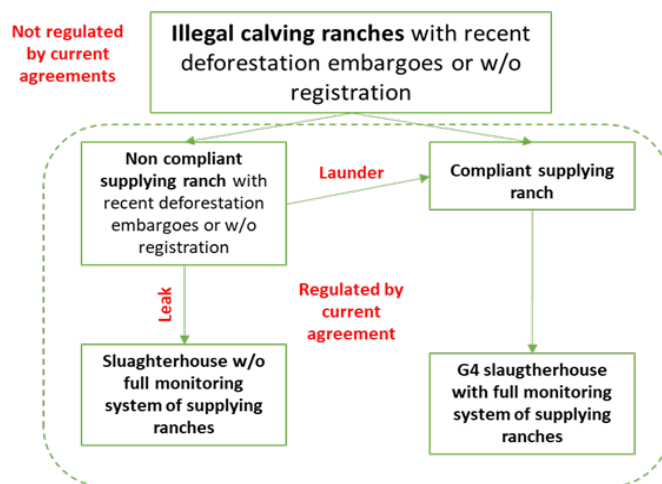 Not regulated
by current
agreements
Illegal calving ranches with recent
deforestation embargoes or w/o
registration
Non compliant
supplying ranch with
recent deforestation
embargoes or w/o
registration
Launder
Compliant supplying
ranch
Leak
Regulated by
current
agreement
Sluaghterhouse w/o full
monitoring system of supplying
ranches
G4 slaugtherhouse
with full monitoring
system of supplying
ranches